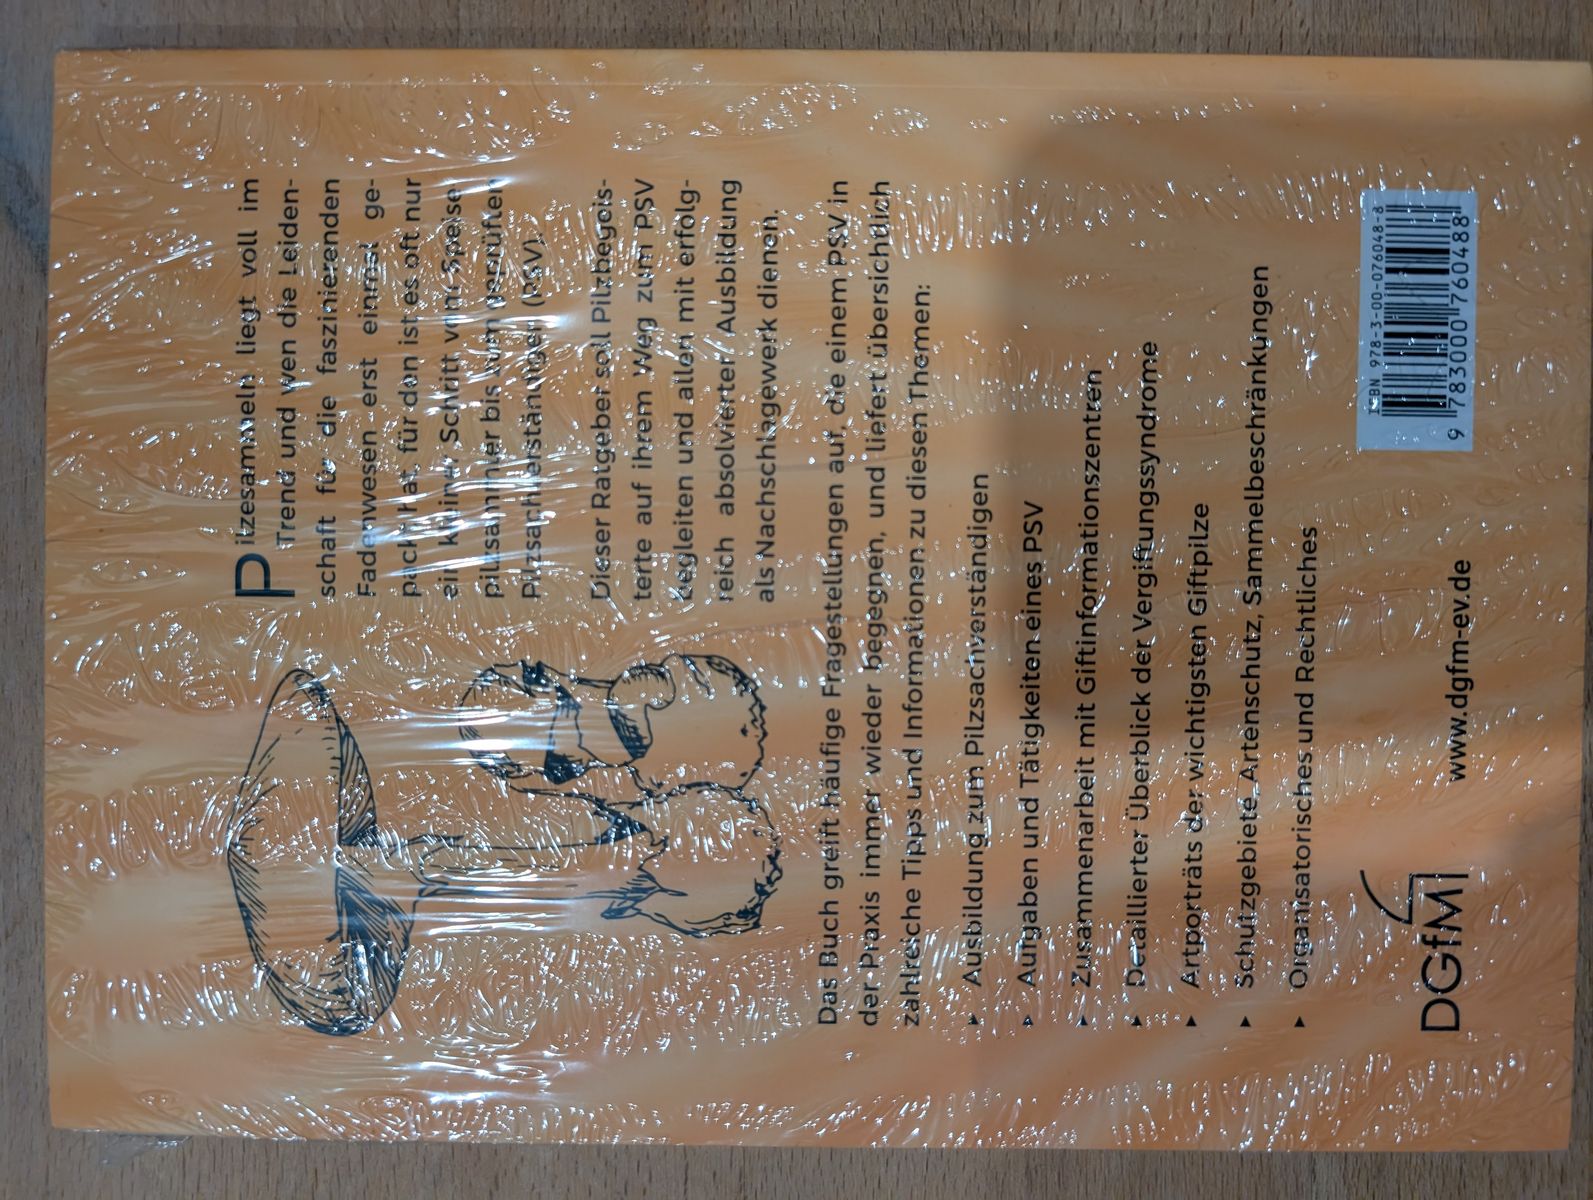 Pilzesammeln liegt voll im
Trend und wen die Leiden-
schaft für die faszinierenden
Fadenwesen erst einmal ge-
packt hat, für den ist es oft nur
ein kleiner Schritt vom Speise-
pilzsammler bis zum geprüften
Pilzsachverständigen (PSV).
Dieser Ratgeber soll Pilzbegeis-
terte auf ihrem Weg zum PSV
begleiten und allen mit erfolg-
reich absolvierter Ausbildung
als Nachschlagewerk dienen.
Das Buch greift häufige Fragestellungen auf, die einem PSV in
der Praxis immer wieder begegnen, und liefert übersichtlich
zahlreiche Tipps und Informationen zu diesen Themen:
▸ Ausbildung zum Pilzsachverständigen
▸ Aufgaben und Tätigkeiten eines PSV
▸ Zusammenarbeit mit Giftinformationszentren
▸ Detaillierter Überblick der Vergiftungssyndrome
▸ Artporträts der wichtigsten Giftpilze
▸ Schutzgebiete, Artenschutz, Sammelbeschränkungen
▸ Organisatorisches und Rechtliches
DGfM
www.dgfm-ev.de
ISBN 978-3-00-076048-8
9 783000 760488